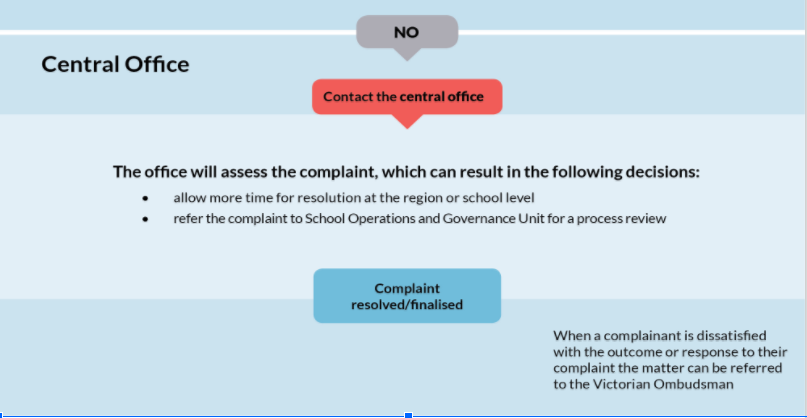 NO
Central Office
Contact the central office
The office will assess the complaint, which can result in the following decisions:
• allow more time for resolution at the region or school level
• refer the complaint to School Operations and Governance Unit for a process review
Complaint
resolved/finalised
When a complainant is dissatisfied
with the outcome or response to their
complaint the matter can be referred
to the Victorian Ombudsman